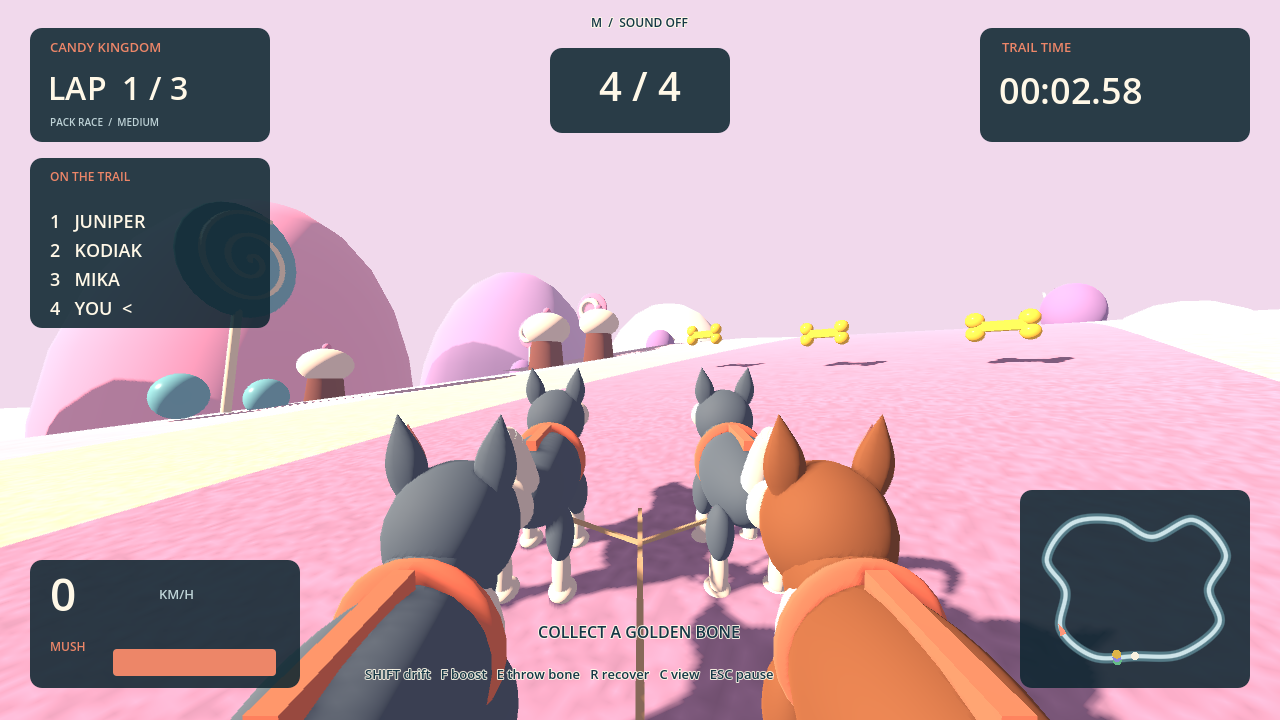 M / SOUND OFF
CANDY KINGDOM
LAP 1 / 3
PACK RACE / MEDIUM
4 / 4
TRAIL TIME
00:02.58
ON THE TRAIL
1 JUNIPER
2 KODIAK
3 MIKA
4 YOU <
0 KM/H
MUSH
COLLECT A GOLDEN BONE
SHIFT drift F boost E throw bone R recover C view ESC pause